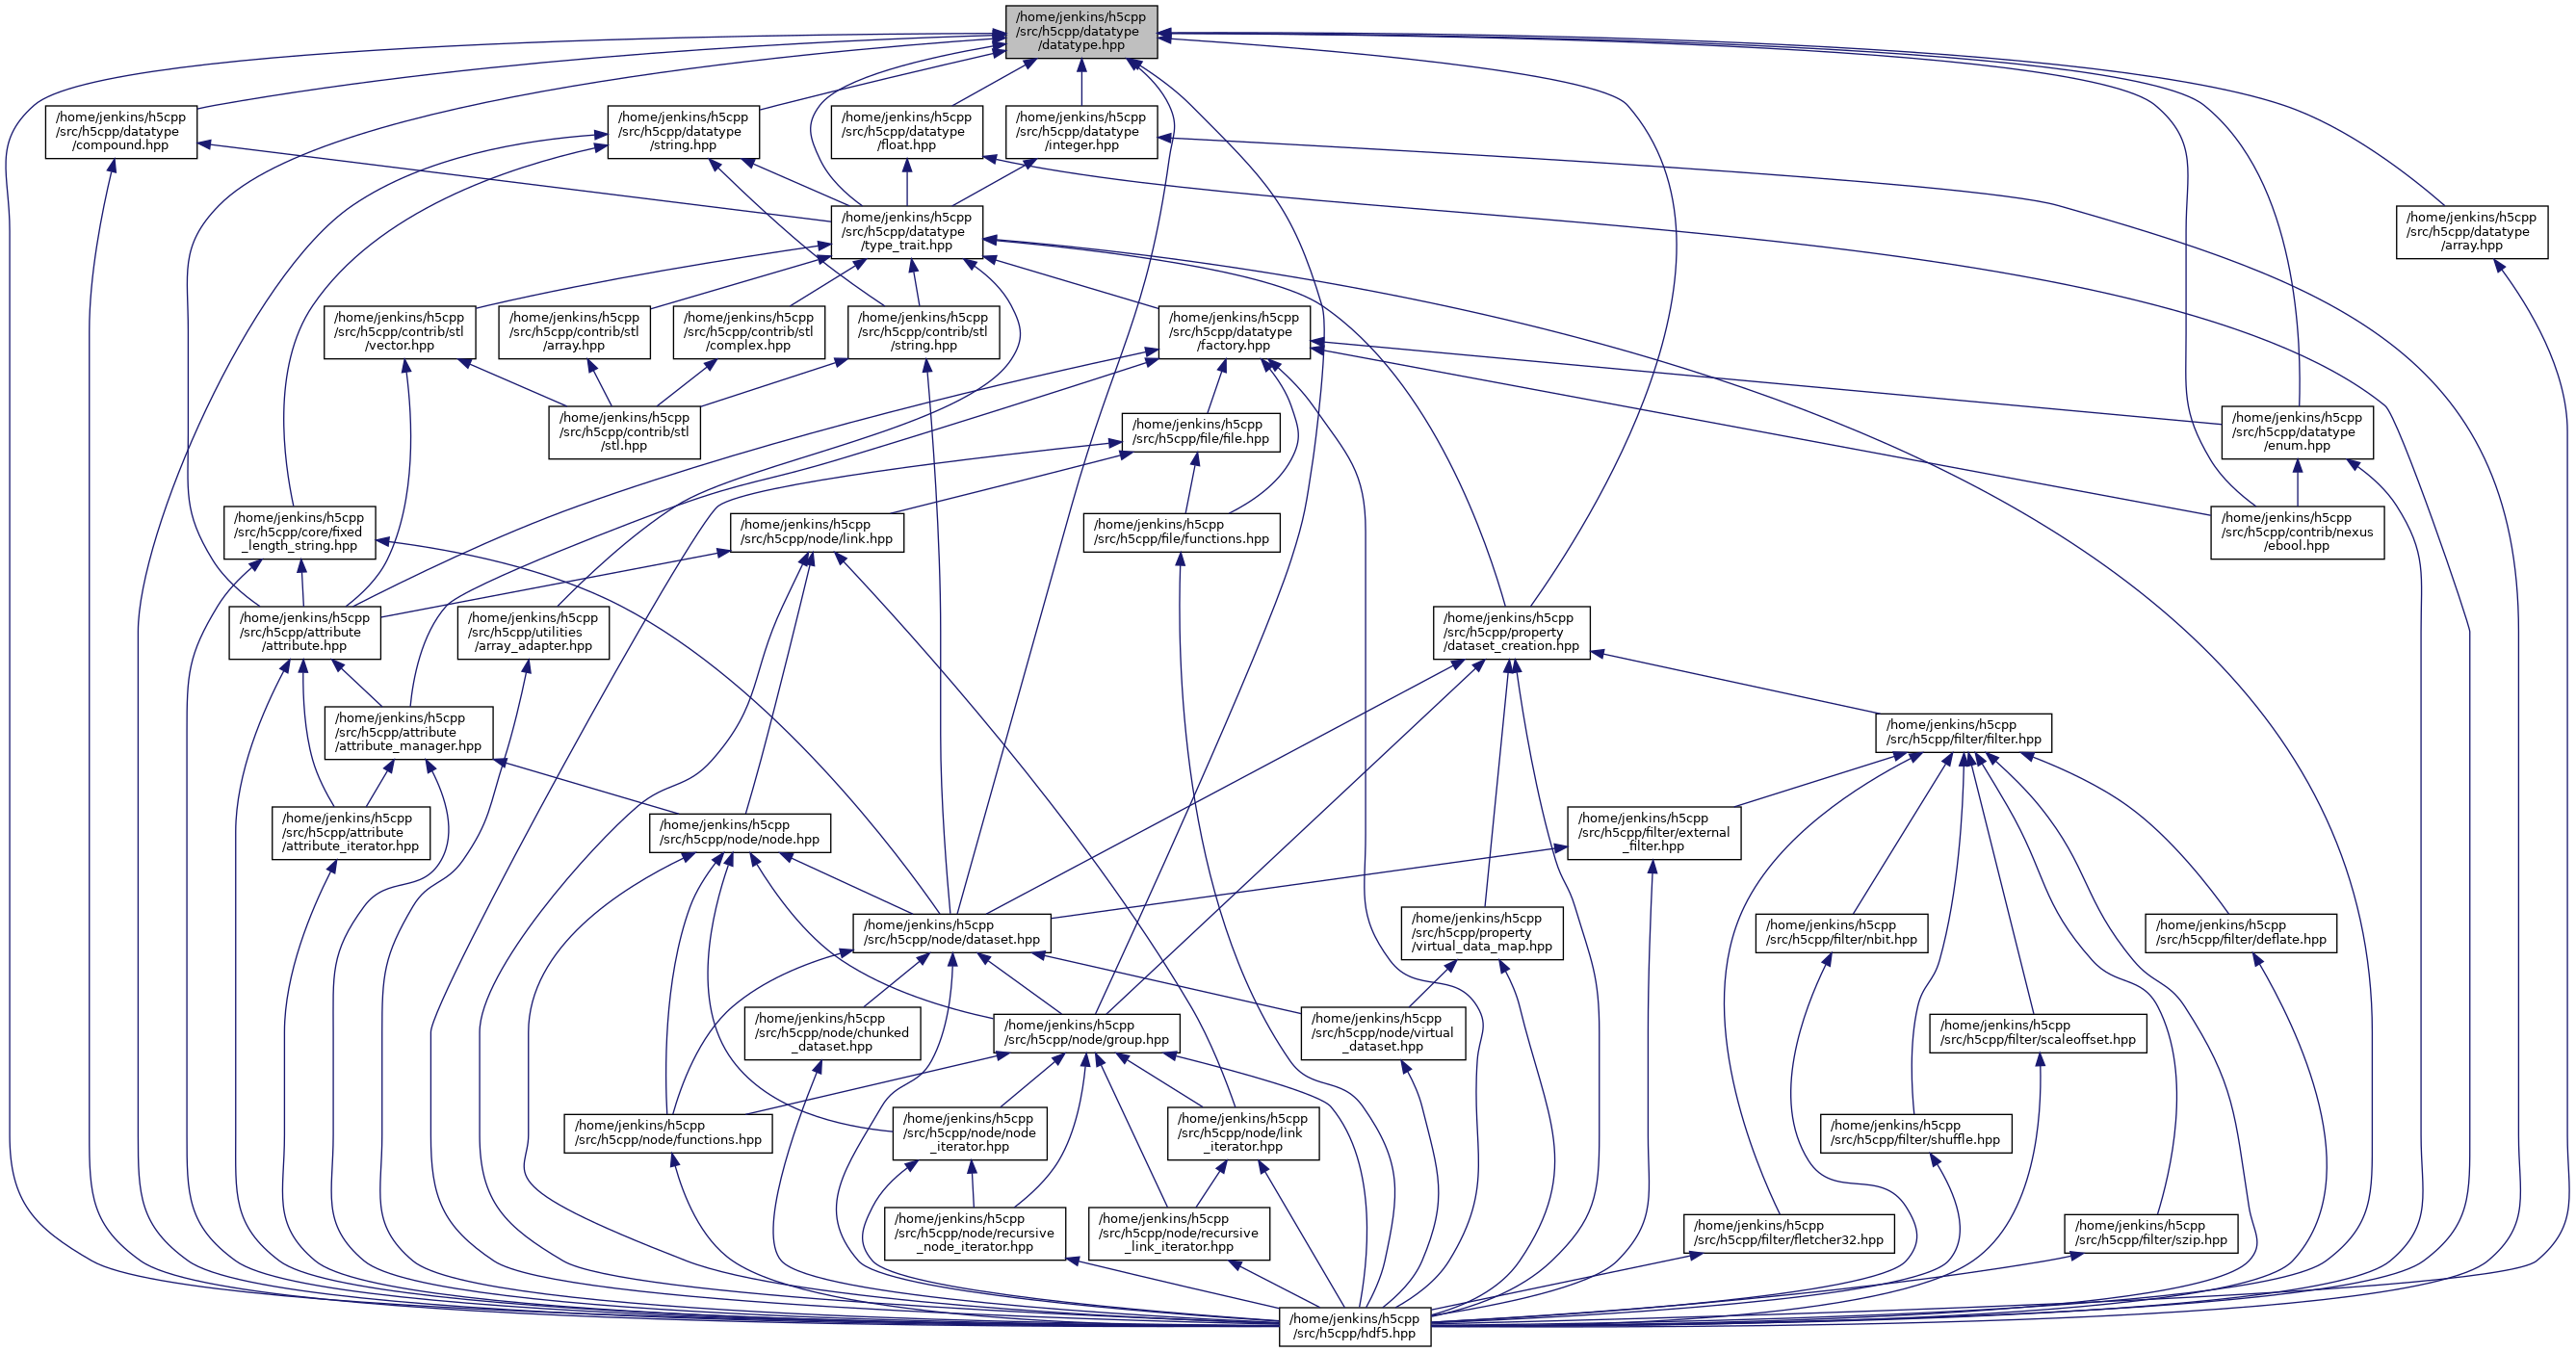 /home/jenkins/h5cpp
/src/h5cpp/datatype
/datatype.hpp
/home/jenkins/h5cpp
/src/h5cpp/datatype
/compound.hpp
/home/jenkins/h5cpp
/src/h5cpp/datatype
/string.hpp
/home/jenkins/h5cpp
/src/h5cpp/datatype
/float.hpp
/home/jenkins/h5cpp
/src/h5cpp/datatype
/integer.hpp
/home/jenkins/h5cpp
/src/h5cpp/datatype
/type_trait.hpp
/home/jenkins/h5cpp
/src/h5cpp/datatype
/array.hpp
/home/jenkins/h5cpp
/src/h5cpp/contrib/stl
/vector.hpp
/home/jenkins/h5cpp
/src/h5cpp/contrib/stl
/array.hpp
/home/jenkins/h5cpp
/src/h5cpp/contrib/stl
/complex.hpp
/home/jenkins/h5cpp
/src/h5cpp/contrib/stl
/string.hpp
/home/jenkins/h5cpp
/src/h5cpp/datatype
/factory.hpp
/home/jenkins/h5cpp
/src/h5cpp/contrib/stl
/stl.hpp
/home/jenkins/h5cpp
/src/h5cpp/file/file.hpp
/home/jenkins/h5cpp
/src/h5cpp/datatype
/enum.hpp
/home/jenkins/h5cpp
/src/h5cpp/core/fixed
_length_string.hpp
/home/jenkins/h5cpp
/src/h5cpp/node/link.hpp
/home/jenkins/h5cpp
/src/h5cpp/file/functions.hpp
/home/jenkins/h5cpp
/src/h5cpp/contrib/nexus
/ebool.hpp
/home/jenkins/h5cpp
/src/h5cpp/attribute
/attribute.hpp
/home/jenkins/h5cpp
/src/h5cpp/utilities
/array_adapter.hpp
/home/jenkins/h5cpp
/src/h5cpp/property
/dataset_creation.hpp
/home/jenkins/h5cpp
/src/h5cpp/attribute
/attribute_manager.hpp
/home/jenkins/h5cpp
/src/h5cpp/filter/filter.hpp
/home/jenkins/h5cpp
/src/h5cpp/attribute
/attribute_iterator.hpp
/home/jenkins/h5cpp
/src/h5cpp/node/node.hpp
/home/jenkins/h5cpp
/src/h5cpp/filter/external
_filter.hpp
/home/jenkins/h5cpp
/src/h5cpp/node/dataset.hpp
/home/jenkins/h5cpp
/src/h5cpp/property
/virtual_data_map.hpp
/home/jenkins/h5cpp
/src/h5cpp/filter/nbit.hpp
/home/jenkins/h5cpp
/src/h5cpp/filter/deflate.hpp
/home/jenkins/h5cpp
/src/h5cpp/node/chunked
_dataset.hpp
/home/jenkins/h5cpp
/src/h5cpp/node/group.hpp
/home/jenkins/h5cpp
/src/h5cpp/node/virtual
_dataset.hpp
/home/jenkins/h5cpp
/src/h5cpp/filter/scaleoffset.hpp
/home/jenkins/h5cpp
/src/h5cpp/node/functions.hpp
/home/jenkins/h5cpp
/src/h5cpp/node/node
_iterator.hpp
/home/jenkins/h5cpp
/src/h5cpp/node/link
_iterator.hpp
/home/jenkins/h5cpp
/src/h5cpp/filter/shuffle.hpp
/home/jenkins/h5cpp
/src/h5cpp/node/recursive
_node_iterator.hpp
/home/jenkins/h5cpp
/src/h5cpp/node/recursive
_link_iterator.hpp
/home/jenkins/h5cpp
/src/h5cpp/filter/fletcher32.hpp
/home/jenkins/h5cpp
/src/h5cpp/filter/szip.hpp
/home/jenkins/h5cpp
/src/h5cpp/hdf5.hpp